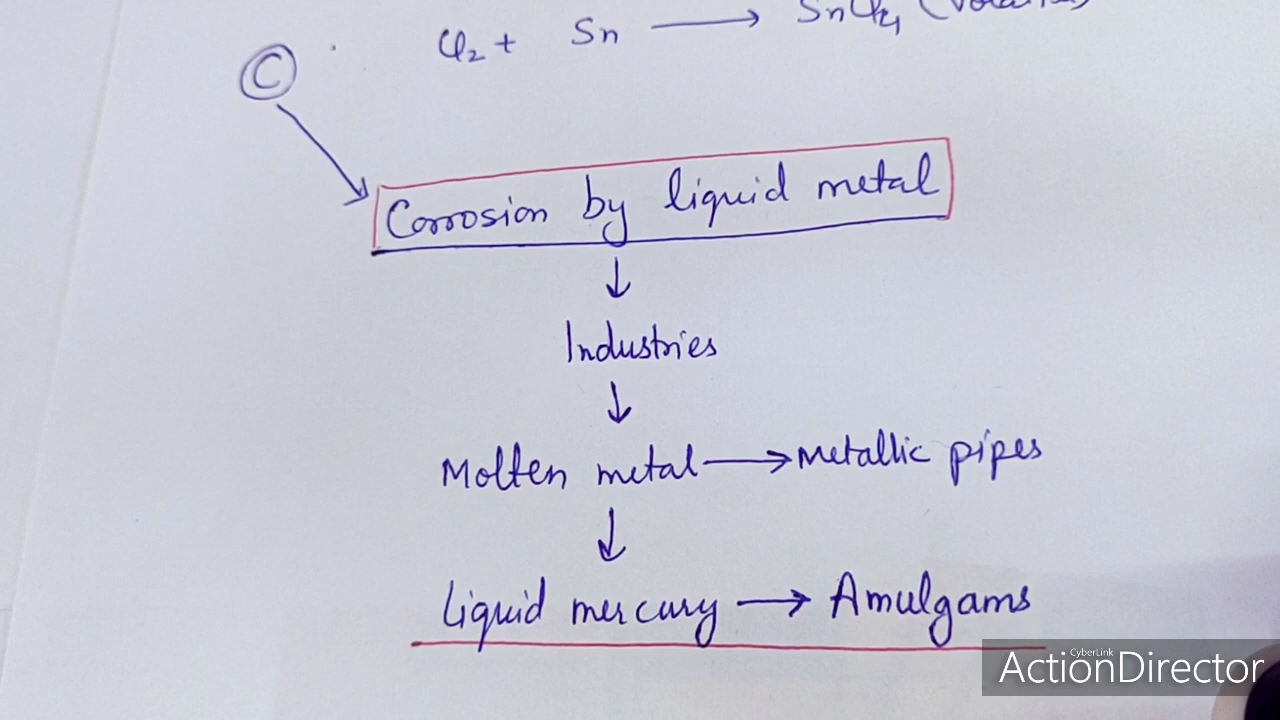 Cl₂ + Sn ⟶ SnCl₄
C
Corrosion by liquid metal
↓
Industries
↓
Molten metal ⟶ Metallic pipes
↓
Liquid mercury ⟶ Amulgams
CyberLink
ActionDirector